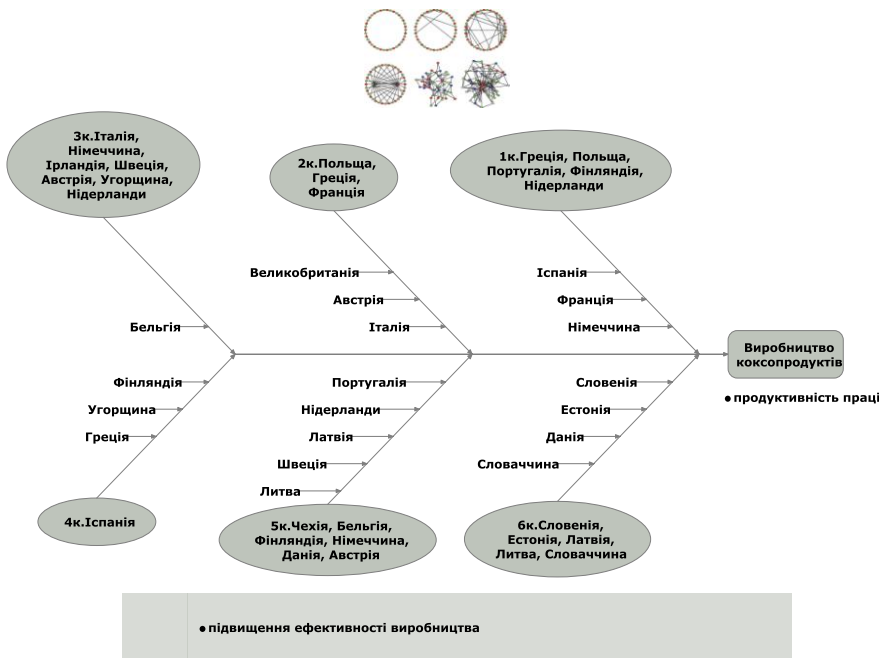 3к.Італія,
Німеччина,
Ірландія, Швеція,
Австрія, Угорщина,
Нідерланди
2к.Польща,
Греція,
Франція
1к.Греція, Польща,
Португалія, Фінляндія,
Нідерланди
Великобританія
Австрія
Італія
Іспанія
Франція
Німеччина
Бельгія
Виробництво
коксопродуктів
• продуктивність праці
Фінляндія
Угорщина
Греція
Португалія
Нідерланди
Латвія
Швеція
Литва
Словенія
Естонія
Данія
Словаччина
4к.Іспанія
5к.Чехія, Бельгія,
Фінляндія, Німеччина,
Данія, Австрія
6к.Словенія,
Естонія, Латвія,
Литва, Словаччина
• підвищення ефективності виробництва